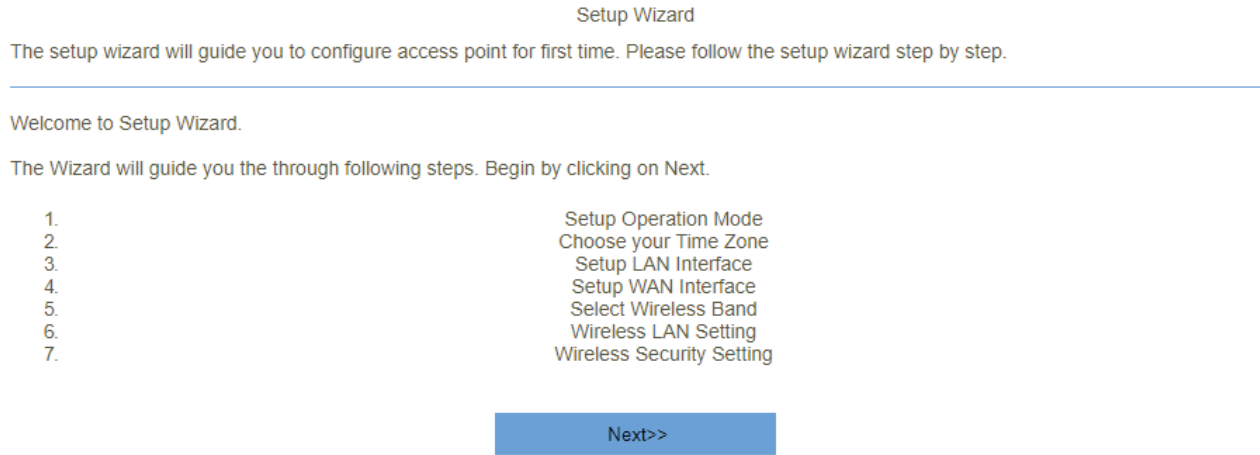 Setup Wizard
The setup wizard will guide you to configure access point for first time. Please follow the setup wizard step by step.
Welcome to Setup Wizard.
The Wizard will guide you the through following steps. Begin by clicking on Next.
1. Setup Operation Mode
2. Choose your Time Zone
3. Setup LAN Interface
4. Setup WAN Interface
5. Select Wireless Band
6. Wireless LAN Setting
7. Wireless Security Setting
Next>>